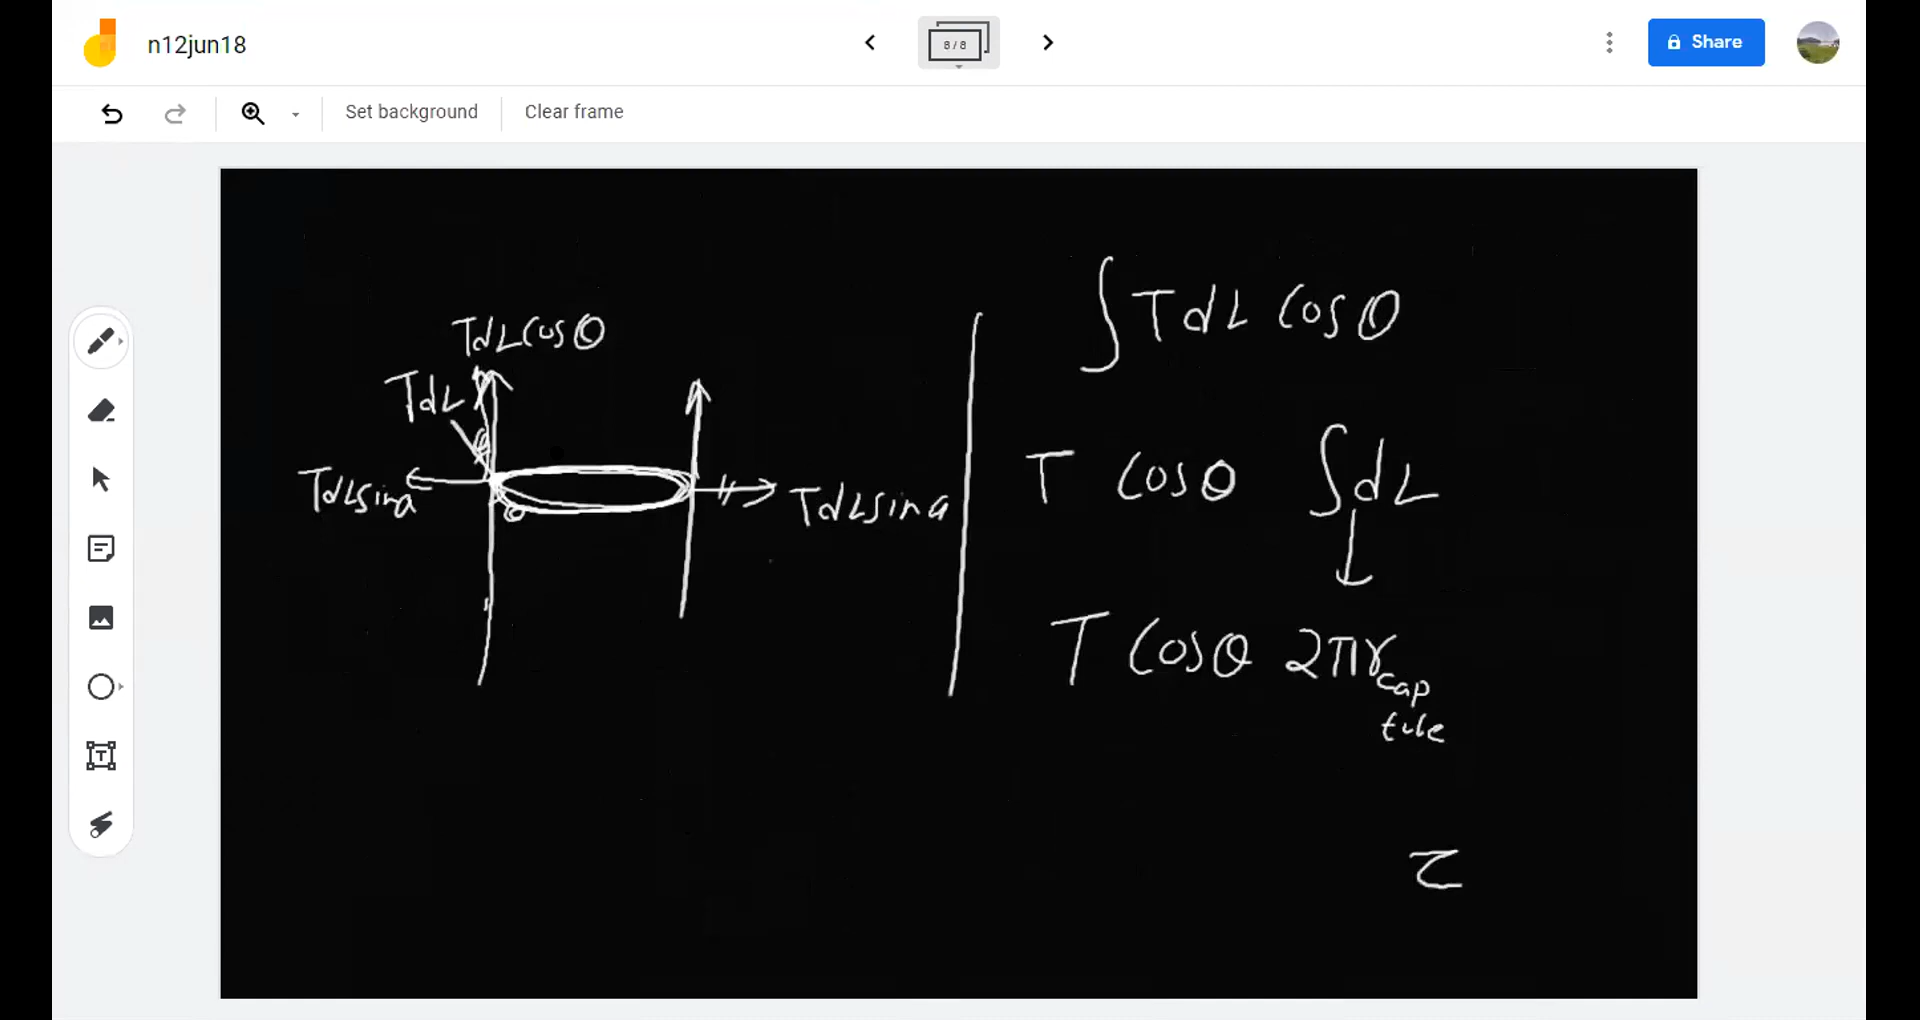 n12jun18
8/8
Share
Set background
Clear frame
TdL cos θ
TdL
TdL sin a
TdL sin a
∫ T dL cos θ
T cos θ ∫ dL
T cos θ 2πr cap
tube